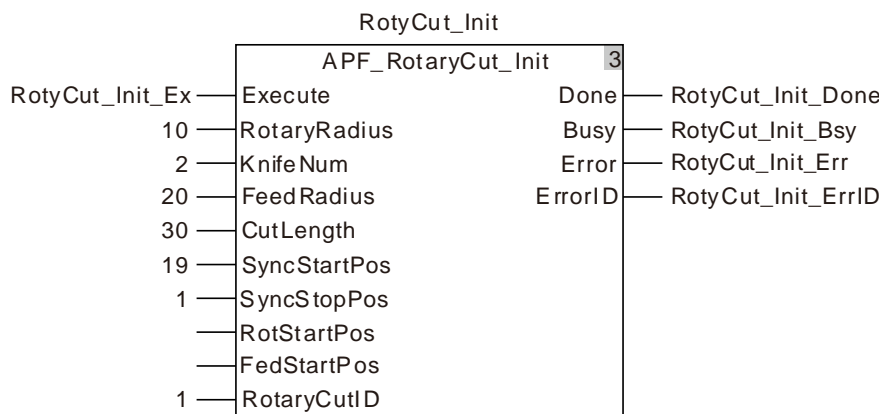 RotyCut_Init
APF_RotaryCut_Init 3
RotyCut_Init_Ex Execute Done RotyCut_Init_Done
10 RotaryRadius Busy RotyCut_Init_Bsy
2 KnifeNum Error RotyCut_Init_Err
20 FeedRadius ErrorID RotyCut_Init_ErrID
30 CutLength
19 SyncStartPos
1 SyncStopPos
RotStartPos
FedStartPos
1 RotaryCutID